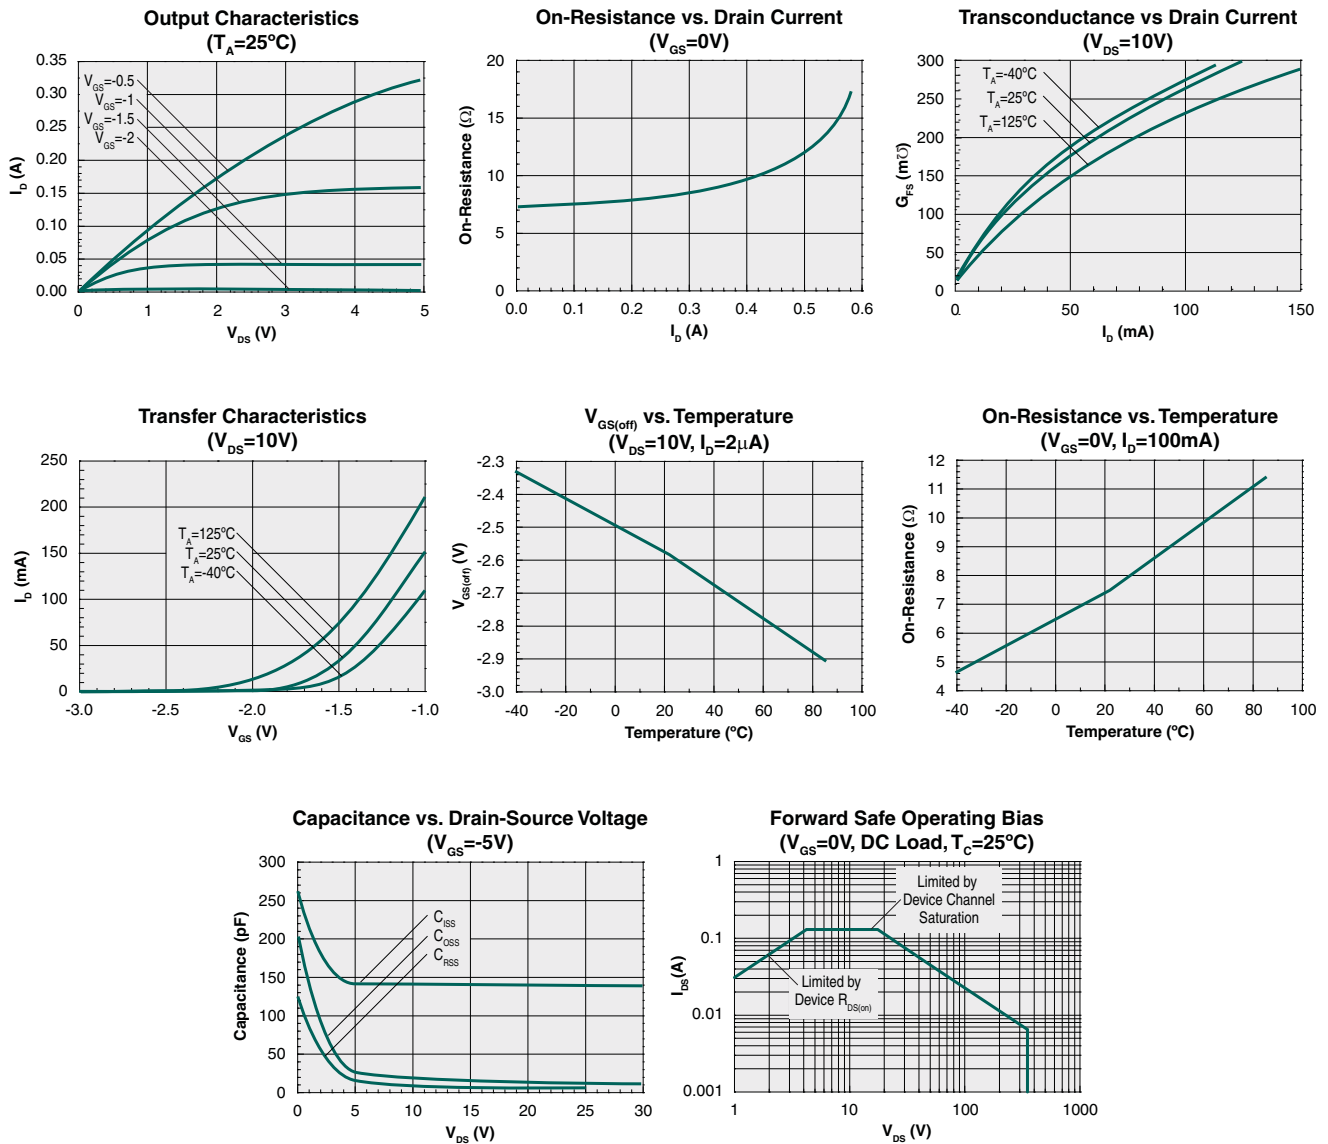 Output Characteristics
(TA=25ºC)
0.35
0.30
0.25
0.20
0.15
0.10
0.05
0.00
ID (A)
VGS=-0.5
VGS=-1
VGS=-1.5
VGS=-2
0 1 2 3 4 5
VDS (V)
On-Resistance vs. Drain Current
(VGS=0V)
20
15
10
5
0
On-Resistance (Ω)
0.0 0.1 0.2 0.3 0.4 0.5 0.6
ID (A)
Transconductance vs Drain Current
(VDS=10V)
300
250
200
150
100
50
0
GFS (m℧)
TA=-40ºC
TA=25ºC
TA=125ºC
0 50 100 150
ID (mA)
Transfer Characteristics
(VDS=10V)
250
200
150
100
50
0
ID (mA)
TA=125ºC
TA=25ºC
TA=-40ºC
-3.0 -2.5 -2.0 -1.5 -1.0
VGS (V)
VGS(off) vs. Temperature
(VDS=10V, ID=2µA)
-2.3
-2.4
-2.5
-2.6
-2.7
-2.8
-2.9
-3.0
VGS(off) (V)
-40 -20 0 20 40 60 80 100
Temperature (ºC)
On-Resistance vs. Temperature
(VGS=0V, ID=100mA)
12
11
10
9
8
7
6
5
4
On-Resistance (Ω)
-40 -20 0 20 40 60 80 100
Temperature (ºC)
Capacitance vs. Drain-Source Voltage
(VGS=-5V)
300
250
200
150
100
50
0
Capacitance (pF)
CISS
COSS
CRSS
0 5 10 15 20 25 30
VDS (V)
Forward Safe Operating Bias
(VGS=0V, DC Load, TC=25ºC)
1
0.1
0.01
0.001
IDS(A)
Limited by
Device Channel
Saturation
Limited by
Device RDS(on)
1 10 100 1000
VDS (V)